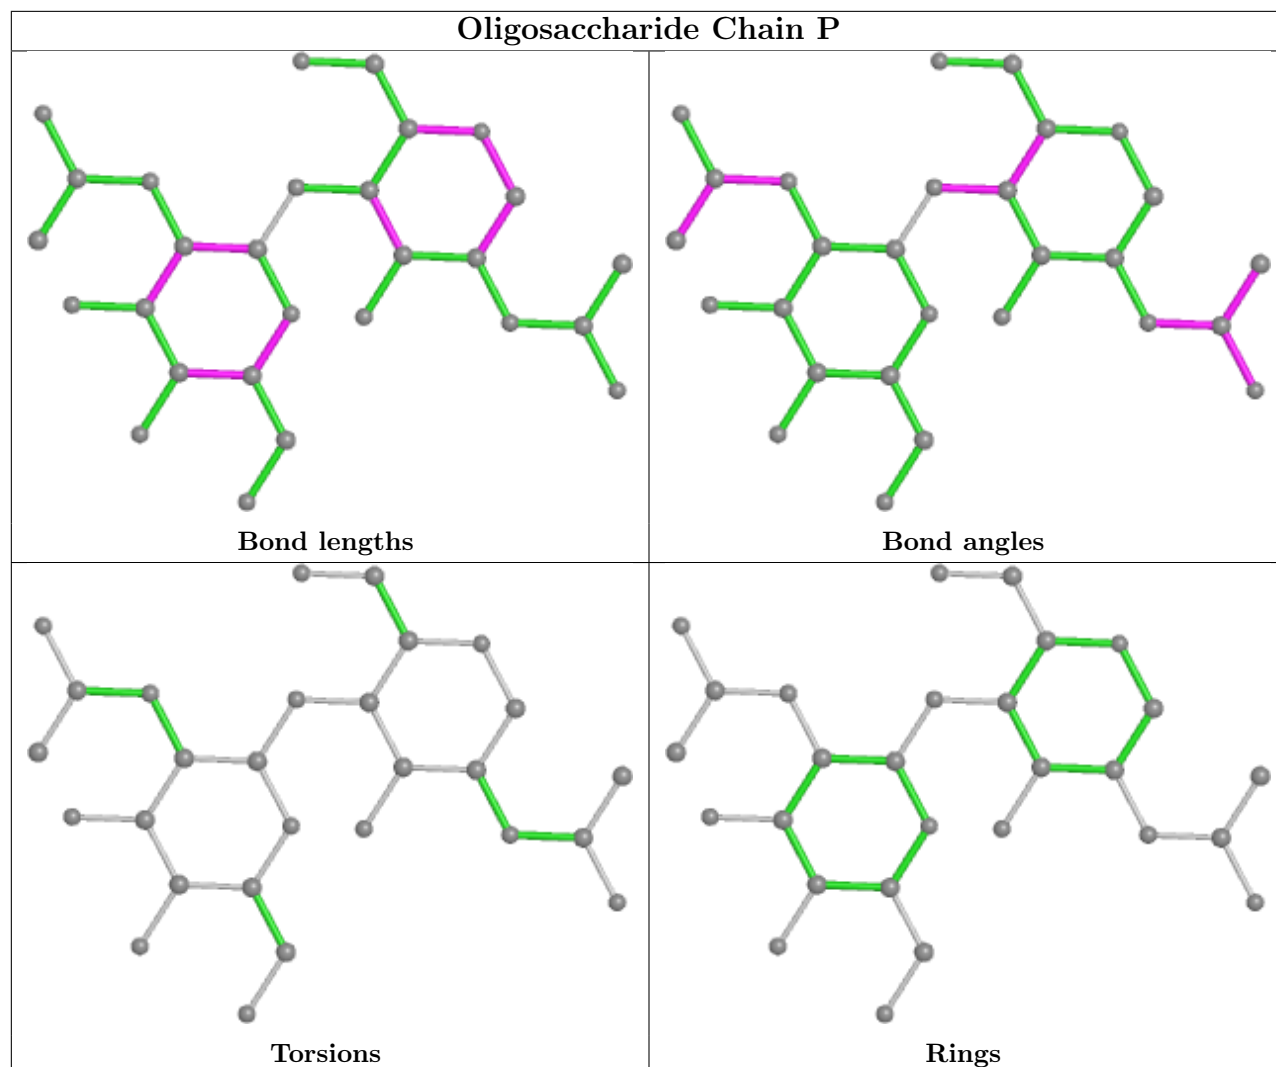 Oligosaccharide Chain P
Bond lengths
Bond angles
Torsions
Rings